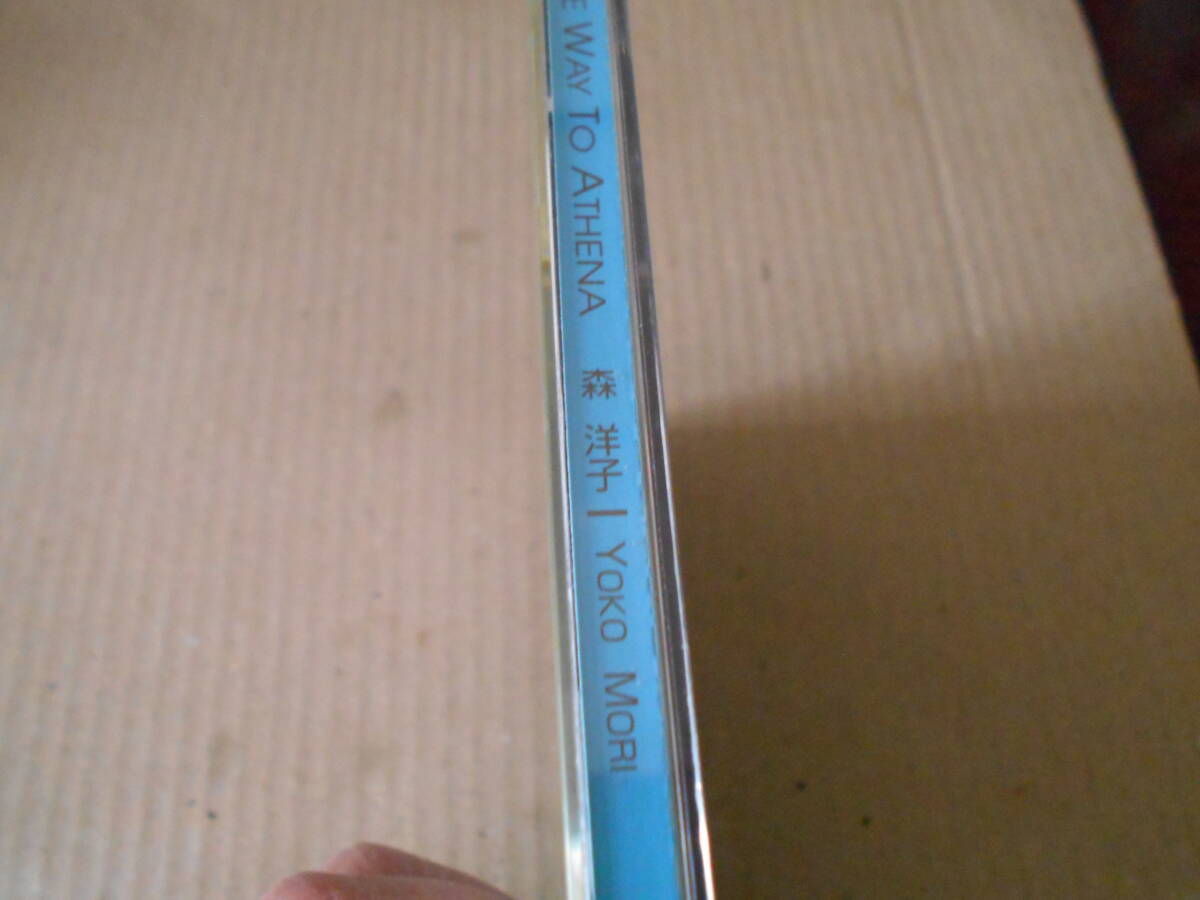 E WAY TO ATHENA 森 洋子 — YOKO MORI